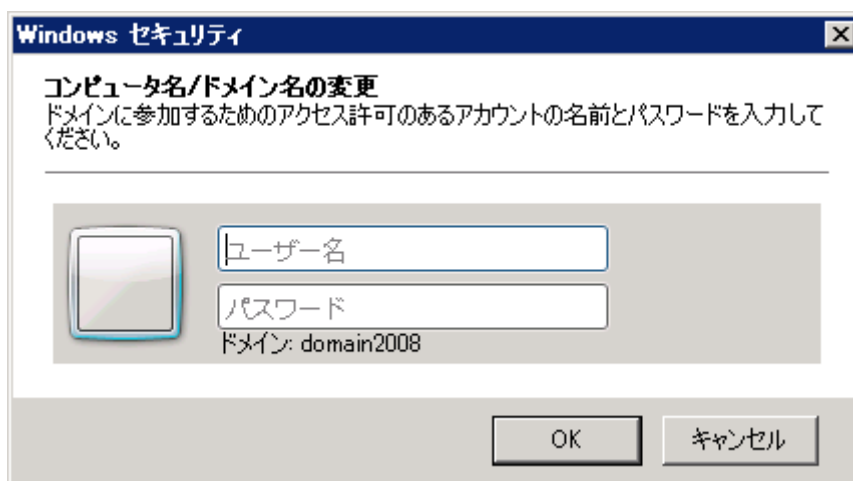 Windows セキュリティ
コンピュータ名/ドメイン名の変更
ドメインに参加するためのアクセス許可のあるアカウントの名前とパスワードを入力して
ください。
ユーザー名
パスワード
ドメイン: domain2008
OK キャンセル